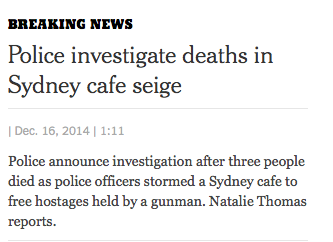 BREAKING NEWS
Police investigate deaths in
Sydney cafe seige
| Dec. 16, 2014 | 1:11
Police announce investigation after three people
died as police officers stormed a Sydney cafe to
free hostages held by a gunman. Natalie Thomas
reports.